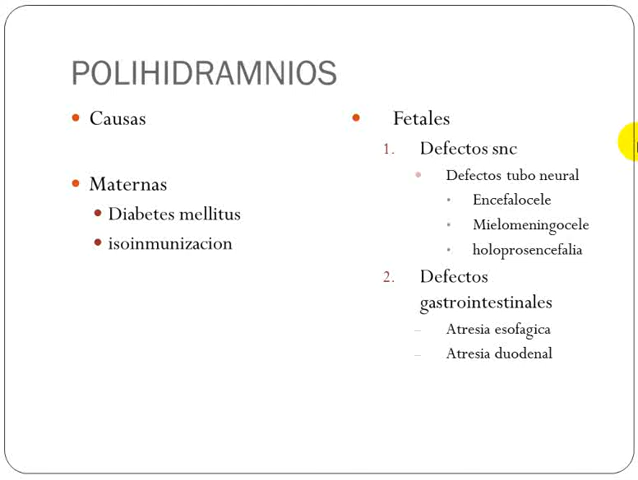 POLIHIDRAMNIOS
Causas
Maternas
Diabetes mellitus
isoinmunizacion
Fetales
1. Defectos snc
Defectos tubo neural
Encefalocele
Mielomeningocele
holoprosencefalia
2. Defectos
gastrointestinales
Atresia esofagica
Atresia duodenal